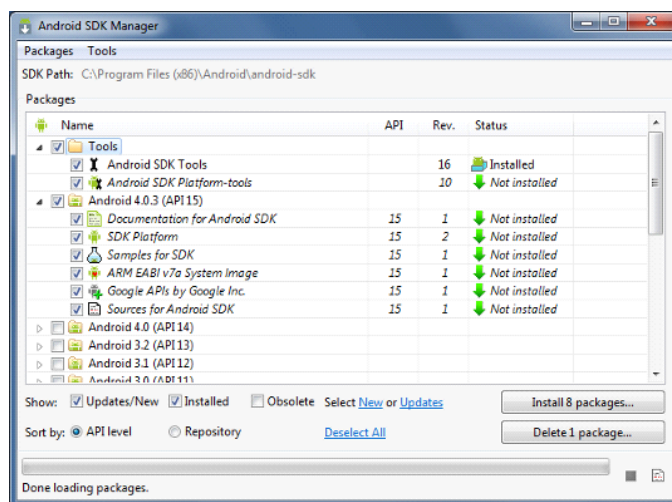 Android SDK Manager
Packages Tools
SDK Path: C:\Program Files (x86)\Android\android-sdk
Packages
Name API Rev. Status
Tools
Android SDK Tools 16 Installed
Android SDK Platform-tools 10 Not installed
Android 4.0.3 (API 15)
Documentation for Android SDK 15 1 Not installed
SDK Platform 15 2 Not installed
Samples for SDK 15 1 Not installed
ARM EABI v7a System Image 15 1 Not installed
Google APIs by Google Inc. 15 1 Not installed
Sources for Android SDK 15 1 Not installed
Android 4.0 (API 14)
Android 3.2 (API 13)
Android 3.1 (API 12)
Android 3.0 (API 11)
Show: Updates/New Installed Obsolete Select New or Updates Install 8 packages...
Sort by: API level Repository Deselect All Delete 1 package...
Done loading packages.